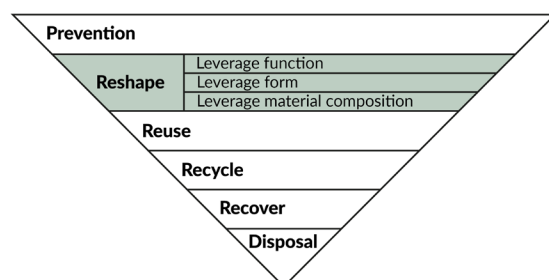 Prevention
Reshape
Leverage function
Leverage form
Leverage material composition
Reuse
Recycle
Recover
Disposal